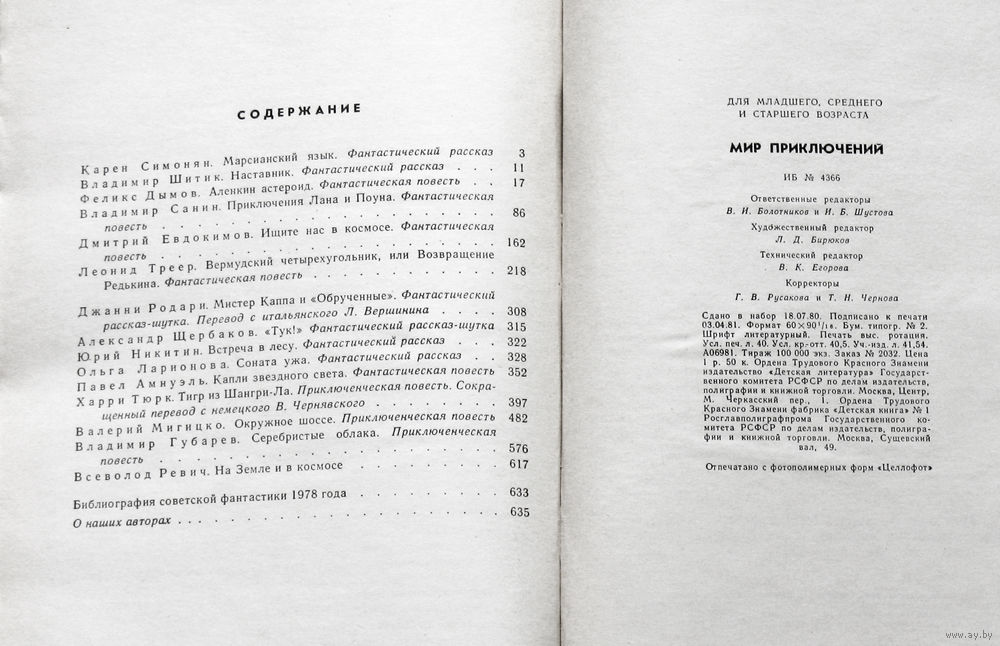 СОДЕРЖАНИЕ
Карен Симонян. Марсианский язык. Фантастический рассказ 3
Владимир Шитик. Наставник. Фантастический рассказ . . . 11
Феликс Дымов. Аленкин астероид. Фантастическая повесть . . 17
Владимир Санин. Приключения Лана и Поуна. Фантастическая
повесть . . . . . . . . . . . . . . . . 86
Дмитрий Евдокимов. Ищите нас в космосе. Фантастическая
повесть . . . . . . . . . . . . . . . . 162
Леонид Треер. Вермудский четырехугольник, или Возвращение
Редькина. Фантастическая повесть . . . . . . . . 218
Джанни Родари. Мистер Каппа и «Обрученные». Фантастический
рассказ-шутка. Перевод с итальянского Л. Вершинина . . . 308
Александр Щербаков. «Тук!» Фантастический рассказ-шутка 315
Юрий Никитин. Встреча в лесу. Фантастический рассказ . . . 322
Ольга Ларионова. Соната ужа. Фантастический рассказ . . . 328
Павел Амнуэль. Капли звездного света. Фантастическая повесть 352
Харри Тюрк. Тигр из Шангри-Ла. Приключенческая повесть. Сокра-
щенный перевод с немецкого В. Чернявского . . . . . . 397
Валерий Мигицко. Окружное шоссе. Приключенческая повесть 482
Владимир Губарев. Серебристые облака. Приключенческая
повесть . . . . . . . . . . . . . . . . 576
Всеволод Ревич. На Земле и в космосе . . . . . . . 617
Библиография советской фантастики 1978 года . . . . . . . 633
О наших авторах . . . . . . . . . . . . . . . 635
ДЛЯ МЛАДШЕГО, СРЕДНЕГО
И СТАРШЕГО ВОЗРАСТА
МИР ПРИКЛЮЧЕНИЙ
ИБ № 4366
Ответственные редакторы
В. И. Болотников и И. Б. Шустова
Художественный редактор
Л. Д. Бирюков
Технический редактор
В. К. Егорова
Корректоры
Г. В. Русакова и Т. Н. Чернова
Сдано в набор 18.07.80. Подписано к печати
03.04.81. Формат 60×90 1/16. Бум. типогр. № 2.
Шрифт литературный. Печать выс. ротация.
Усл. печ. л. 40. Усл. кр.-отт. 40,5. Уч.-изд. л. 41,54.
А06981. Тираж 100 000 экз. Заказ № 2032. Цена
1 р. 50 к. Ордена Трудового Красного Знамени
издательство «Детская литература» Государст-
венного комитета РСФСР по делам издательств,
полиграфии и книжной торговли. Москва, Центр,
М. Черкасский пер., 1. Ордена Трудового
Красного Знамени фабрика «Детская книга» № 1
Росглавполиграфпрома Государственного ко-
митета РСФСР по делам издательств, полигра-
фии и книжной торговли. Москва, Сущевский
вал, 49.
Отпечатано с фотополимерных форм «Целлофот»
www.ay.by